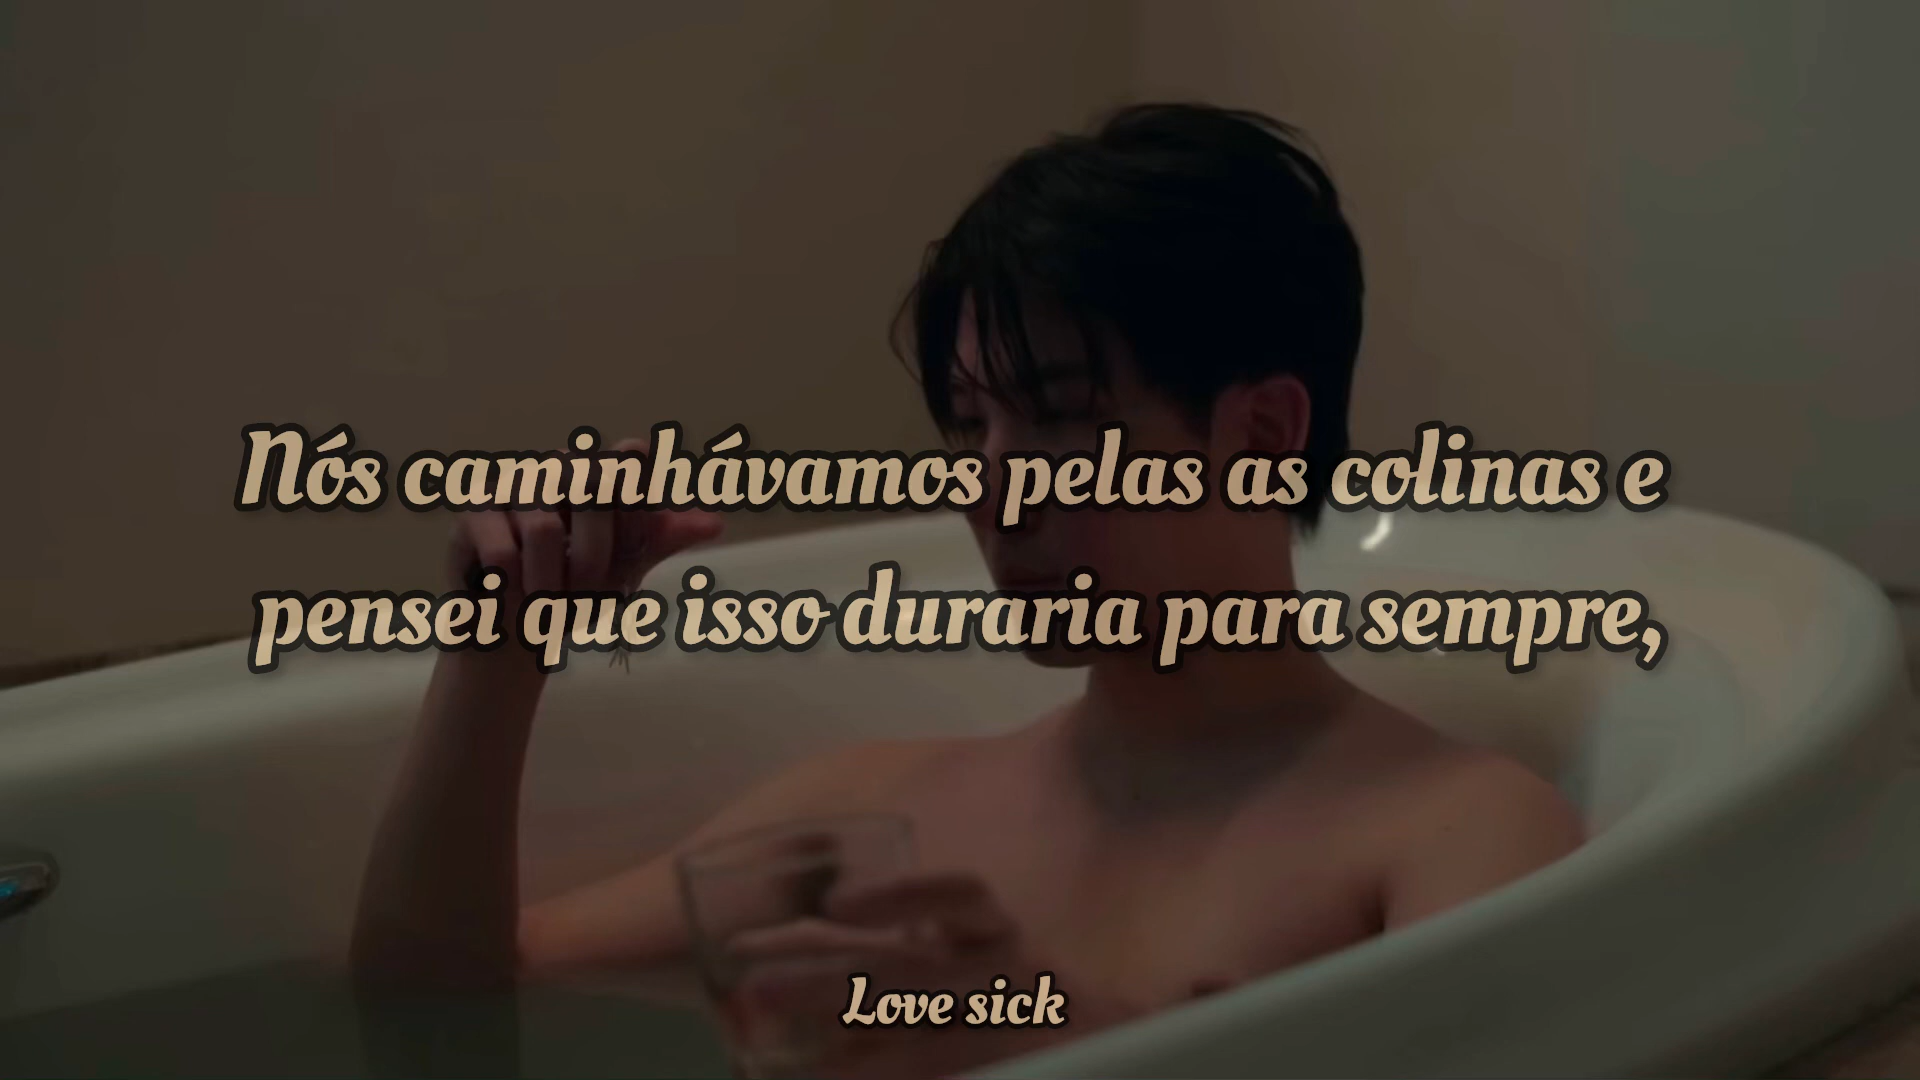 Nós caminhávamos pelas as colinas e
pensei que isso duraria para sempre,
Love sick